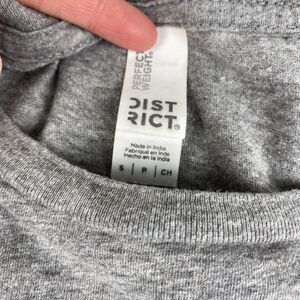 PERFECT
WEIGHT®
DIST
RICT®
Made in India
Fabriqué en Inde
Hecho en la India
S | P | CH